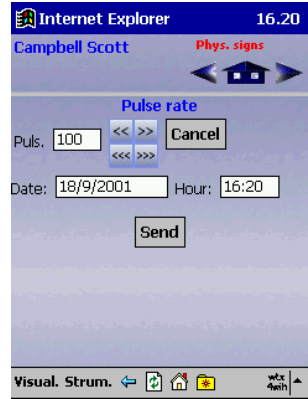 Internet Explorer 16.20
Campbell Scott Phys. signs
Pulse rate
Puls. 100 << >> Cancel
<<< >>>
Date: 18/9/2001 Hour: 16:20
Send
Visual. Strum.